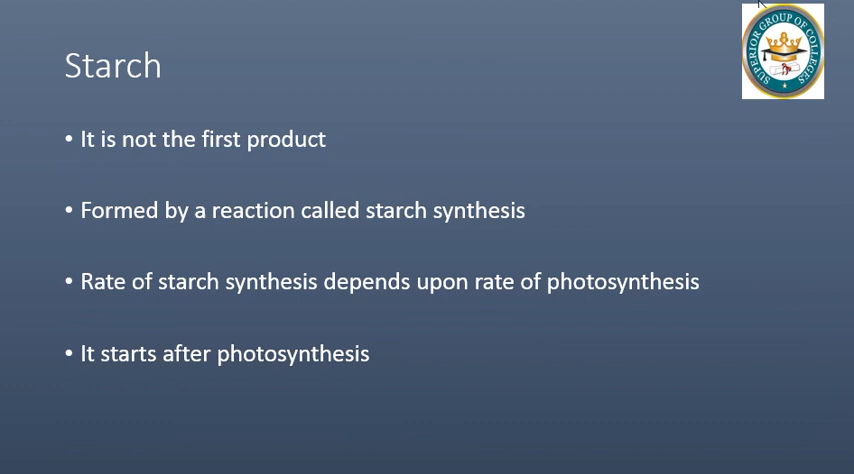 SUPERIOR GROUP OF COLLEGES
SUPERIOR
Starch
• It is not the first product
• Formed by a reaction called starch synthesis
• Rate of starch synthesis depends upon rate of photosynthesis
• It starts after photosynthesis